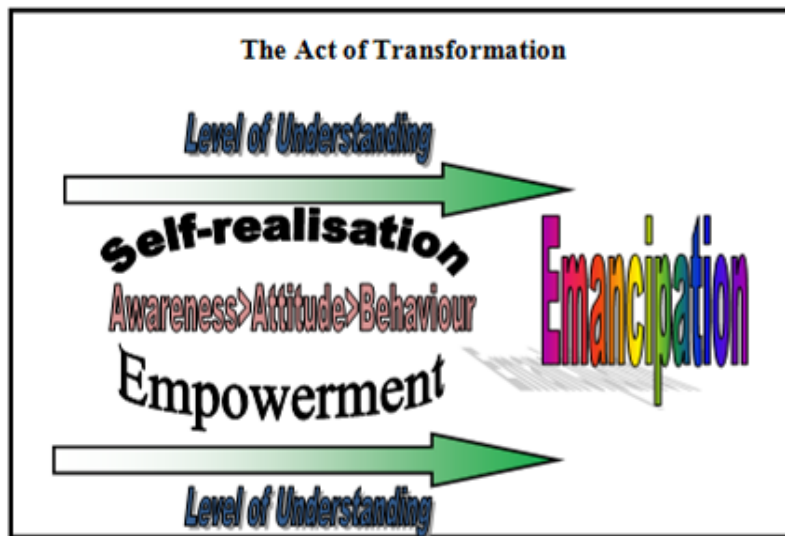 The Act of Transformation
Level of Understanding
Self-realisation
Awareness>Attitude>Behaviour
Empowerment
Emancipation
Level of Understanding